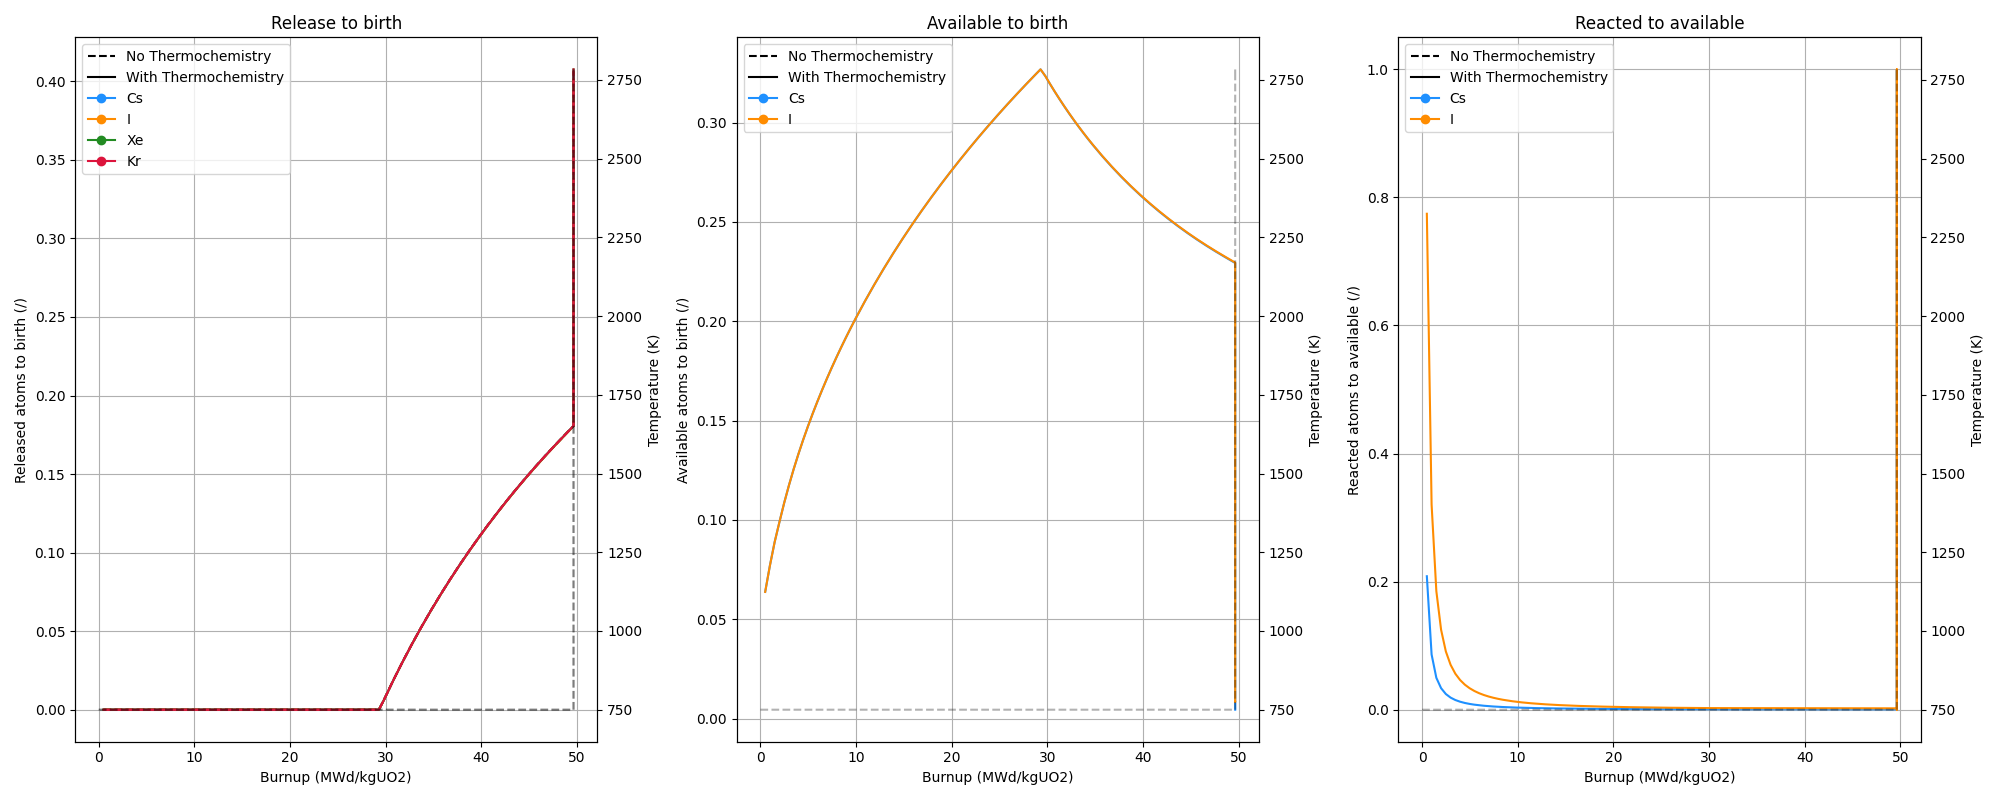 Release to birth
No Thermochemistry
With Thermochemistry
Cs
I
Xe
Kr
0.40
0.35
0.30
0.25
0.20
0.15
0.10
0.05
0.00
Released atoms to birth (/)
0
10
20
30
40
50
Burnup (MWd/kgUO2)
2750
2500
2250
2000
1750
1500
1250
1000
750
Temperature (K)
Available to birth
No Thermochemistry
With Thermochemistry
Cs
I
0.30
0.25
0.20
0.15
0.10
0.05
0.00
Available atoms to birth (/)
0
10
20
30
40
50
Burnup (MWd/kgUO2)
2750
2500
2250
2000
1750
1500
1250
1000
750
Temperature (K)
Reacted to available
No Thermochemistry
With Thermochemistry
Cs
I
1.0
0.8
0.6
0.4
0.2
0.0
Reacted atoms to available (/)
0
10
20
30
40
50
Burnup (MWd/kgUO2)
2750
2500
2250
2000
1750
1500
1250
1000
750
Temperature (K)